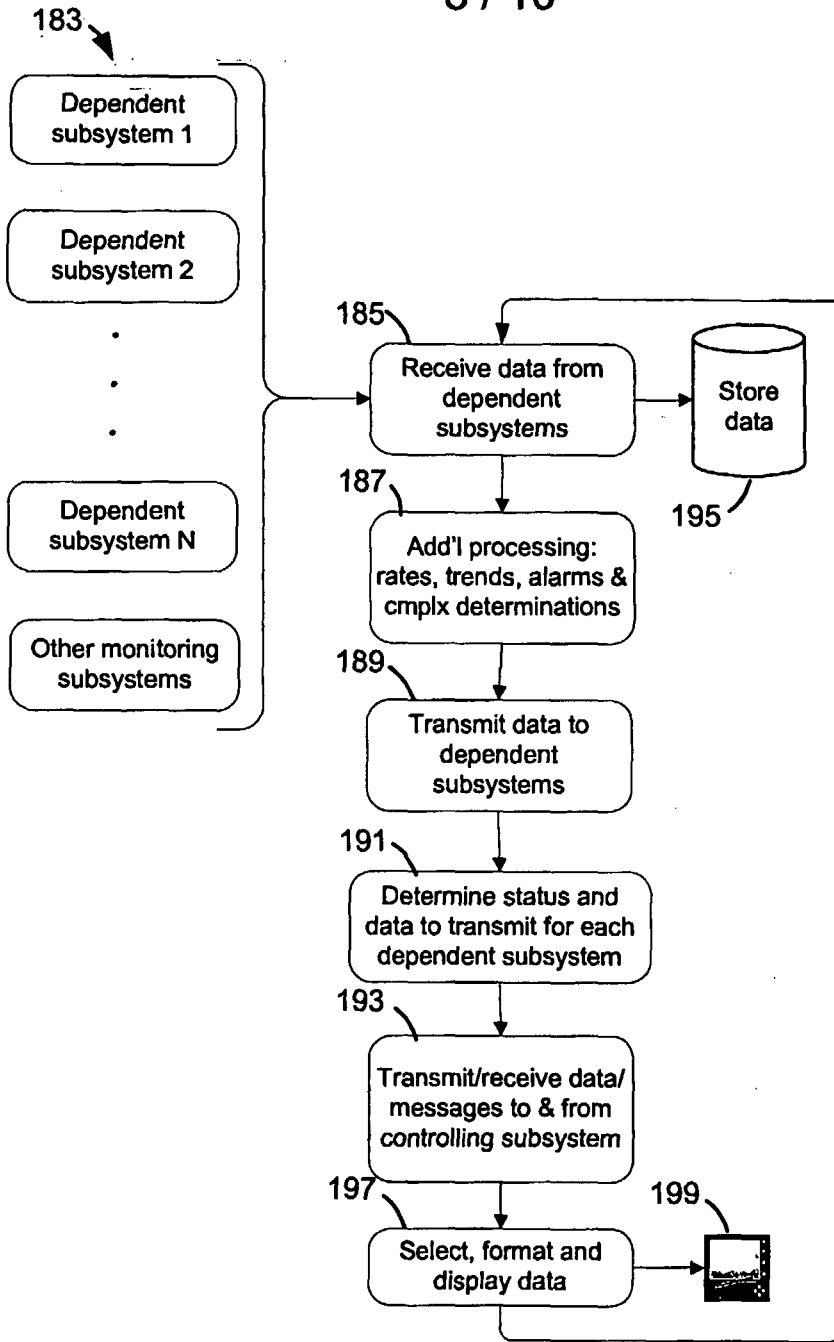 183
Dependent
subsystem 1
Dependent
subsystem 2
Dependent
subsystem N
Other monitoring
subsystems
185
Receive data from
dependent
subsystems
Store
data
195
187
Add'l processing:
rates, trends, alarms &
cmplx determinations
189
Transmit data to
dependent
subsystems
191
Determine status and
data to transmit for each
dependent subsystem
193
Transmit/receive data/
messages to & from
controlling subsystem
197
Select, format and
display data
199